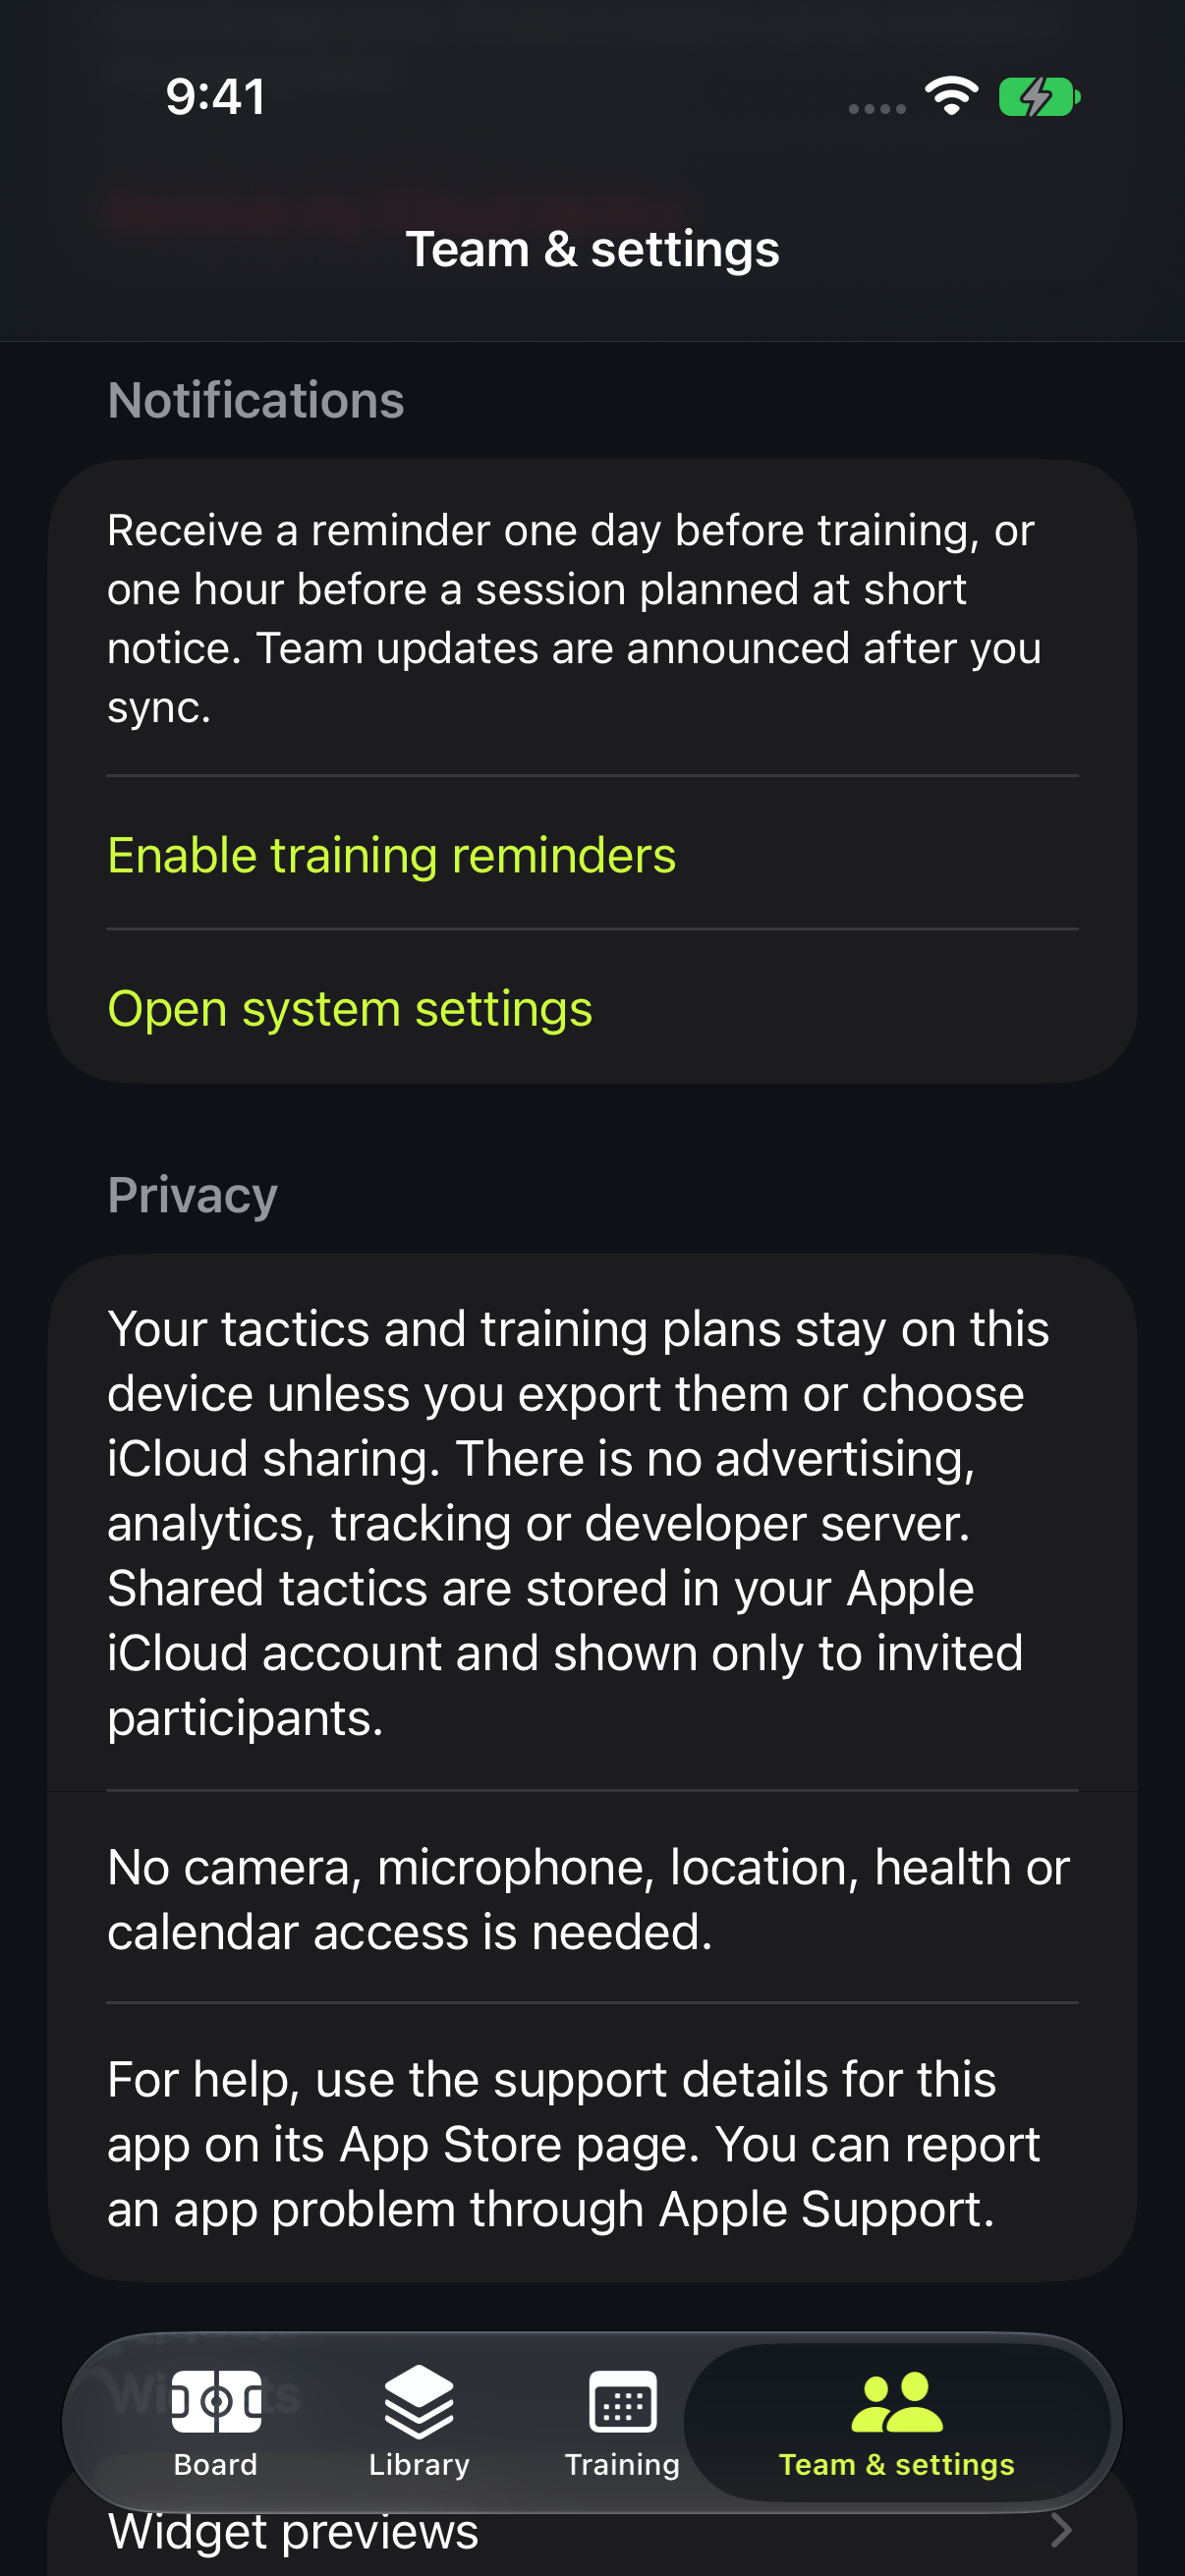 9:41
Team & settings
Notifications
Receive a reminder one day before training, or
one hour before a session planned at short
notice. Team updates are announced after you
sync.
Enable training reminders
Open system settings
Privacy
Your tactics and training plans stay on this
device unless you export them or choose
iCloud sharing. There is no advertising,
analytics, tracking or developer server.
Shared tactics are stored in your Apple
iCloud account and shown only to invited
participants.
No camera, microphone, location, health or
calendar access is needed.
For help, use the support details for this
app on its App Store page. You can report
an app problem through Apple Support.
Board
Library
Training
Team & settings
Widget previews